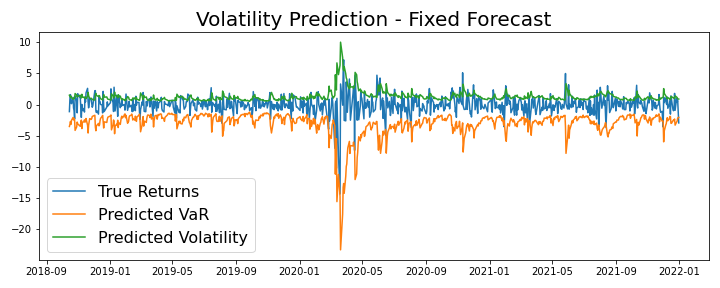 Volatility Prediction - Fixed Forecast
10
5
0
−5
−10
−15
−20
True Returns
Predicted VaR
Predicted Volatility
2018-09 2019-01 2019-05 2019-09 2020-01 2020-05 2020-09 2021-01 2021-05 2021-09 2022-01